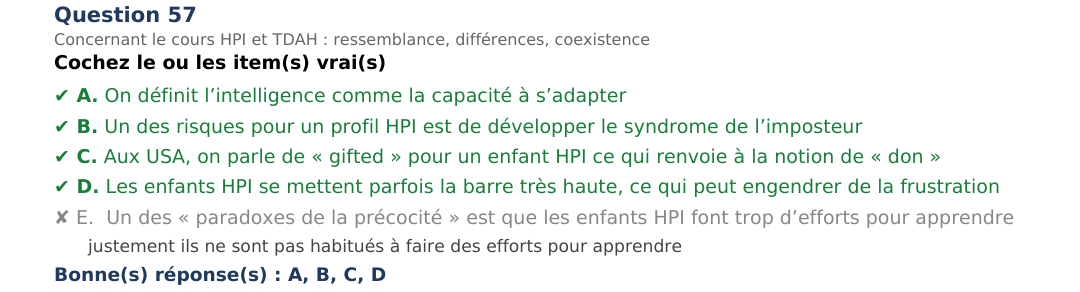 Question 57
Concernant le cours HPI et TDAH : ressemblance, différences, coexistence
Cochez le ou les item(s) vrai(s)
✔ A. On définit l’intelligence comme la capacité à s’adapter
✔ B. Un des risques pour un profil HPI est de développer le syndrome de l’imposteur
✔ C. Aux USA, on parle de « gifted » pour un enfant HPI ce qui renvoie à la notion de « don »
✔ D. Les enfants HPI se mettent parfois la barre très haute, ce qui peut engendrer de la frustration
✘ E. Un des « paradoxes de la précocité » est que les enfants HPI font trop d’efforts pour apprendre
justement ils ne sont pas habitués à faire des efforts pour apprendre
Bonne(s) réponse(s) : A, B, C, D